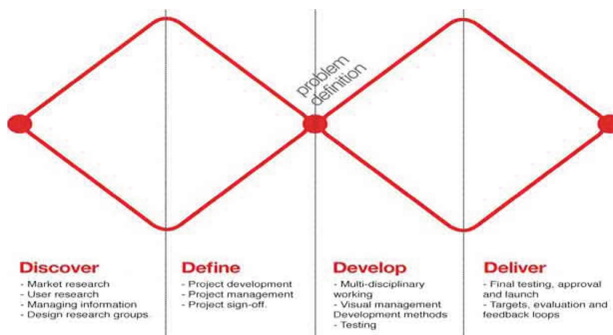 problem
definition
Discover
- Market research
- User research
- Managing information
- Design research groups.
Define
- Project development
- Project management
- Project sign-off.
Develop
- Multi-disciplinary
working
- Visual management
Development methods
- Testing
Deliver
- Final testing, approval
and launch
- Targets, evaluation and
feedback loops